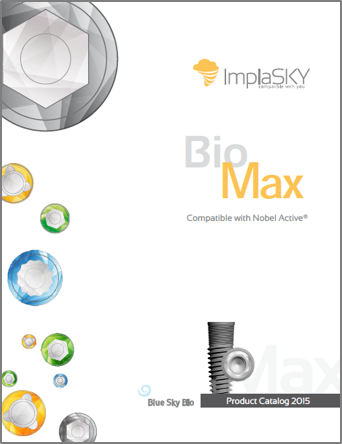 ImplaSKY
compatible with you
Bio
Max
Compatible with Nobel Active®
Max
Blue Sky Bio
Product Catalog 2015